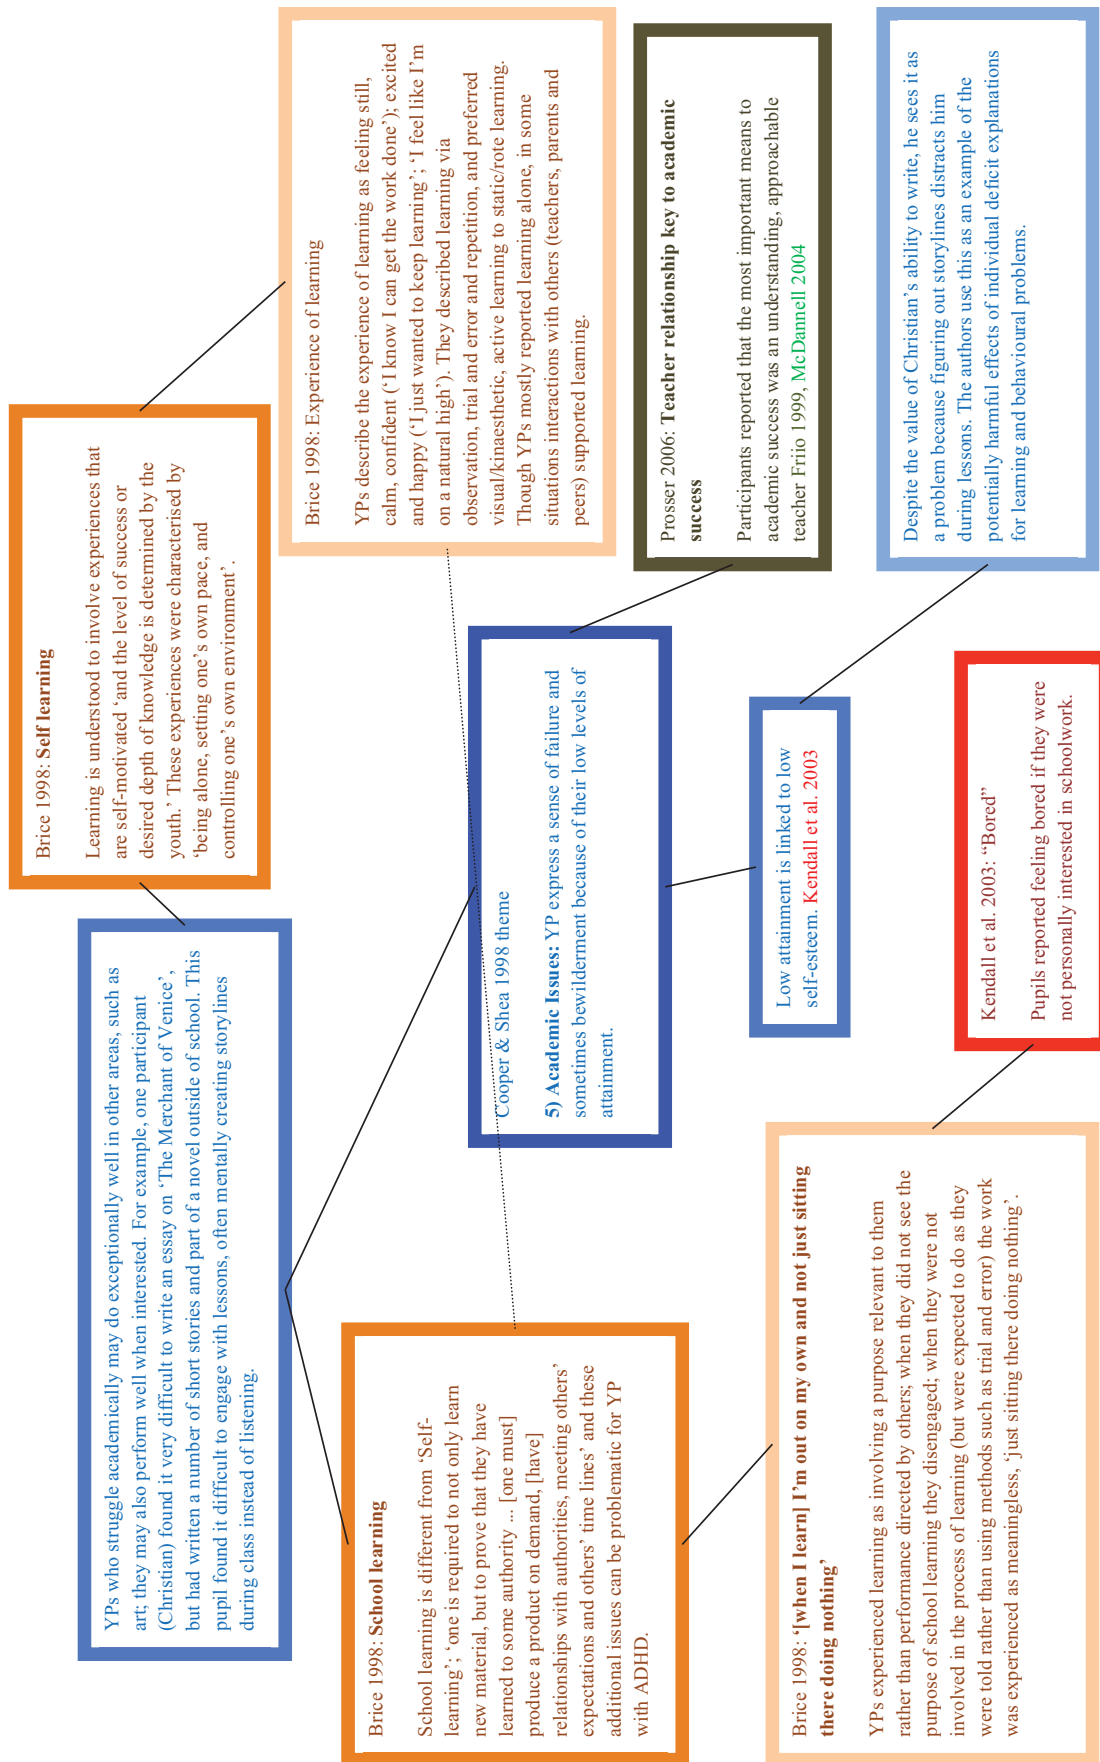 YPs who struggle academically may do exceptionally well in other areas, such as
art; they may also perform well when interested. For example, one participant
(Christian) found it very difficult to write an essay on ‘The Merchant of Venice’,
but had written a number of short stories and part of a novel outside of school. This
pupil found it difficult to engage with lessons, often mentally creating storylines
during class instead of listening.
Brice 1998: Self learning
Learning is understood to involve experiences that
are self-motivated ‘and the level of success or
desired depth of knowledge is determined by the
youth.’ These experiences were characterised by
‘being alone, setting one’s own pace, and
controlling one’s own environment’.
Brice 1998: Experience of learning
YPs describe the experience of learning as feeling still,
calm, confident (‘I know I can get the work done’); excited
and happy (‘I just wanted to keep learning’; ‘I feel like I’m
on a natural high’). They described learning via
observation, trial and error and repetition, and preferred
visual/kinaesthetic, active learning to static/rote learning.
Though YPs mostly reported learning alone, in some
situations interactions with others (teachers, parents and
peers) supported learning.
Brice 1998: School learning
School learning is different from ‘Self-
learning’; ‘one is required to not only learn
new material, but to prove that they have
learned to some authority ... [one must]
produce a product on demand, [have]
relationships with authorities, meeting others’
expectations and others’ time lines’ and these
additional issues can be problematic for YP
with ADHD.
Cooper & Shea 1998 theme
5) Academic Issues: YP express a sense of failure and
sometimes bewilderment because of their low levels of
attainment.
Prosser 2006: Teacher relationship key to academic
success
Participants reported that the most important means to
academic success was an understanding, approachable
teacher Friio 1999, McDannell 2004
Low attainment is linked to low
self-esteem. Kendall et al. 2003
Despite the value of Christian’s ability to write, he sees it as
a problem because figuring out storylines distracts him
during lessons. The authors use this as an example of the
potentially harmful effects of individual deficit explanations
for learning and behavioural problems.
Brice 1998: ‘[when I learn] I’m out on my own and not just sitting
there doing nothing’
YPs experienced learning as involving a purpose relevant to them
rather than performance directed by others; when they did not see the
purpose of school learning they disengaged; when they were not
involved in the process of learning (but were expected to do as they
were told rather than using methods such as trial and error) the work
was experienced as meaningless, ‘just sitting there doing nothing’.
Kendall et al. 2003: “Bored”
Pupils reported feeling bored if they were
not personally interested in schoolwork.